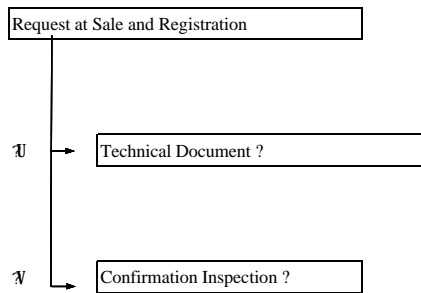 Request at Sale and Registration
Technical Document ?
Confirmation Inspection ?